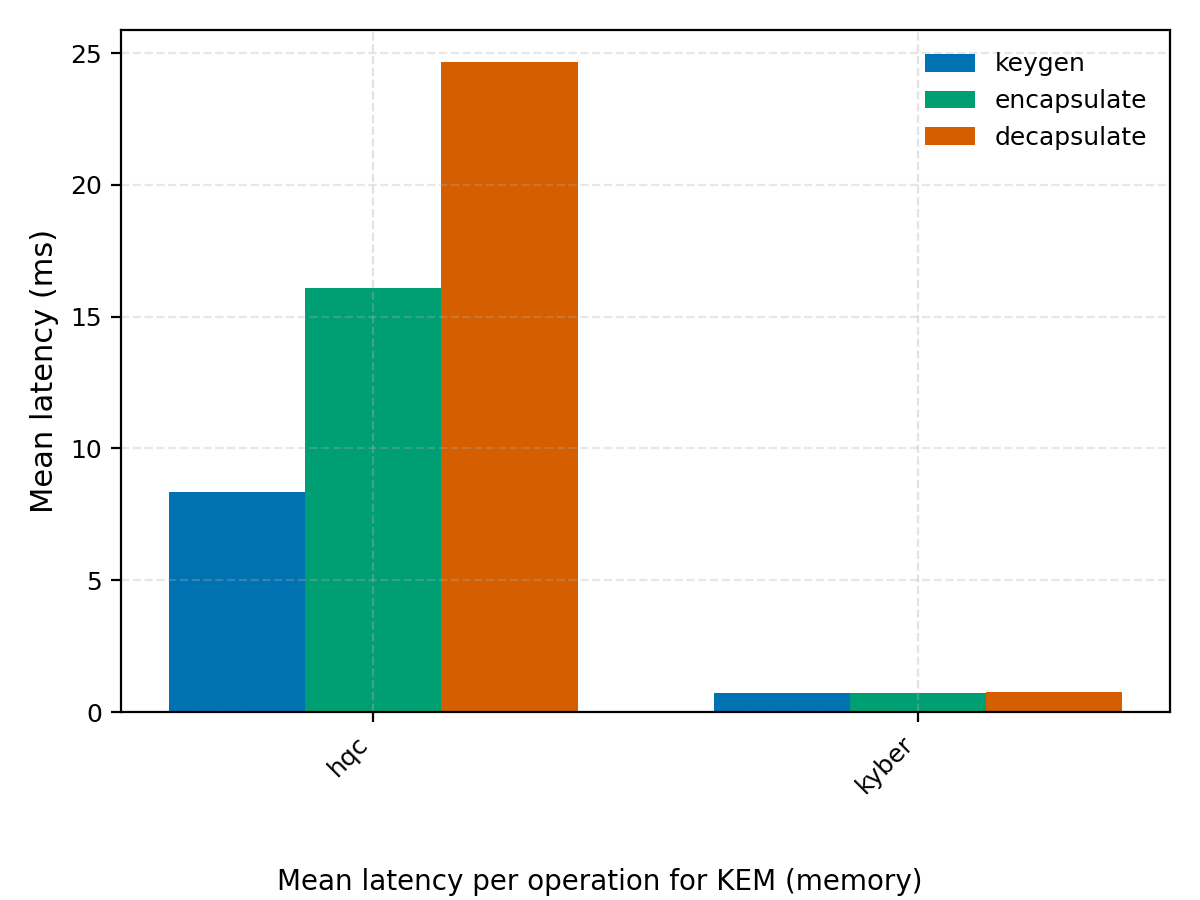 25
20
15
10
5
0
Mean latency (ms)
keygen
encapsulate
decapsulate
hqc
kyber
Mean latency per operation for KEM (memory)